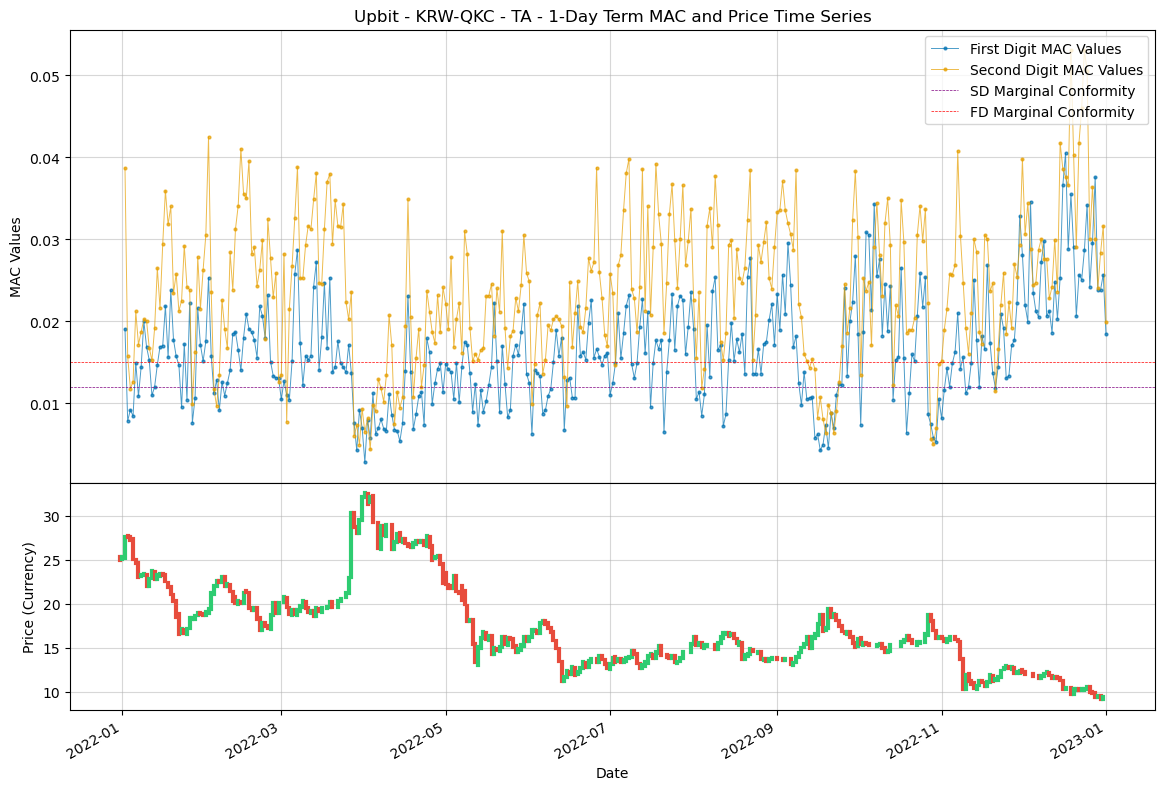 Upbit - KRW-QKC - TA - 1-Day Term MAC and Price Time Series
First Digit MAC Values
Second Digit MAC Values
SD Marginal Conformity
FD Marginal Conformity
MAC Values
0.05
0.04
0.03
0.02
0.01
Price (Currency)
30
25
20
15
10
2022-01
2022-03
2022-05
2022-07
2022-09
2022-11
2023-01
Date